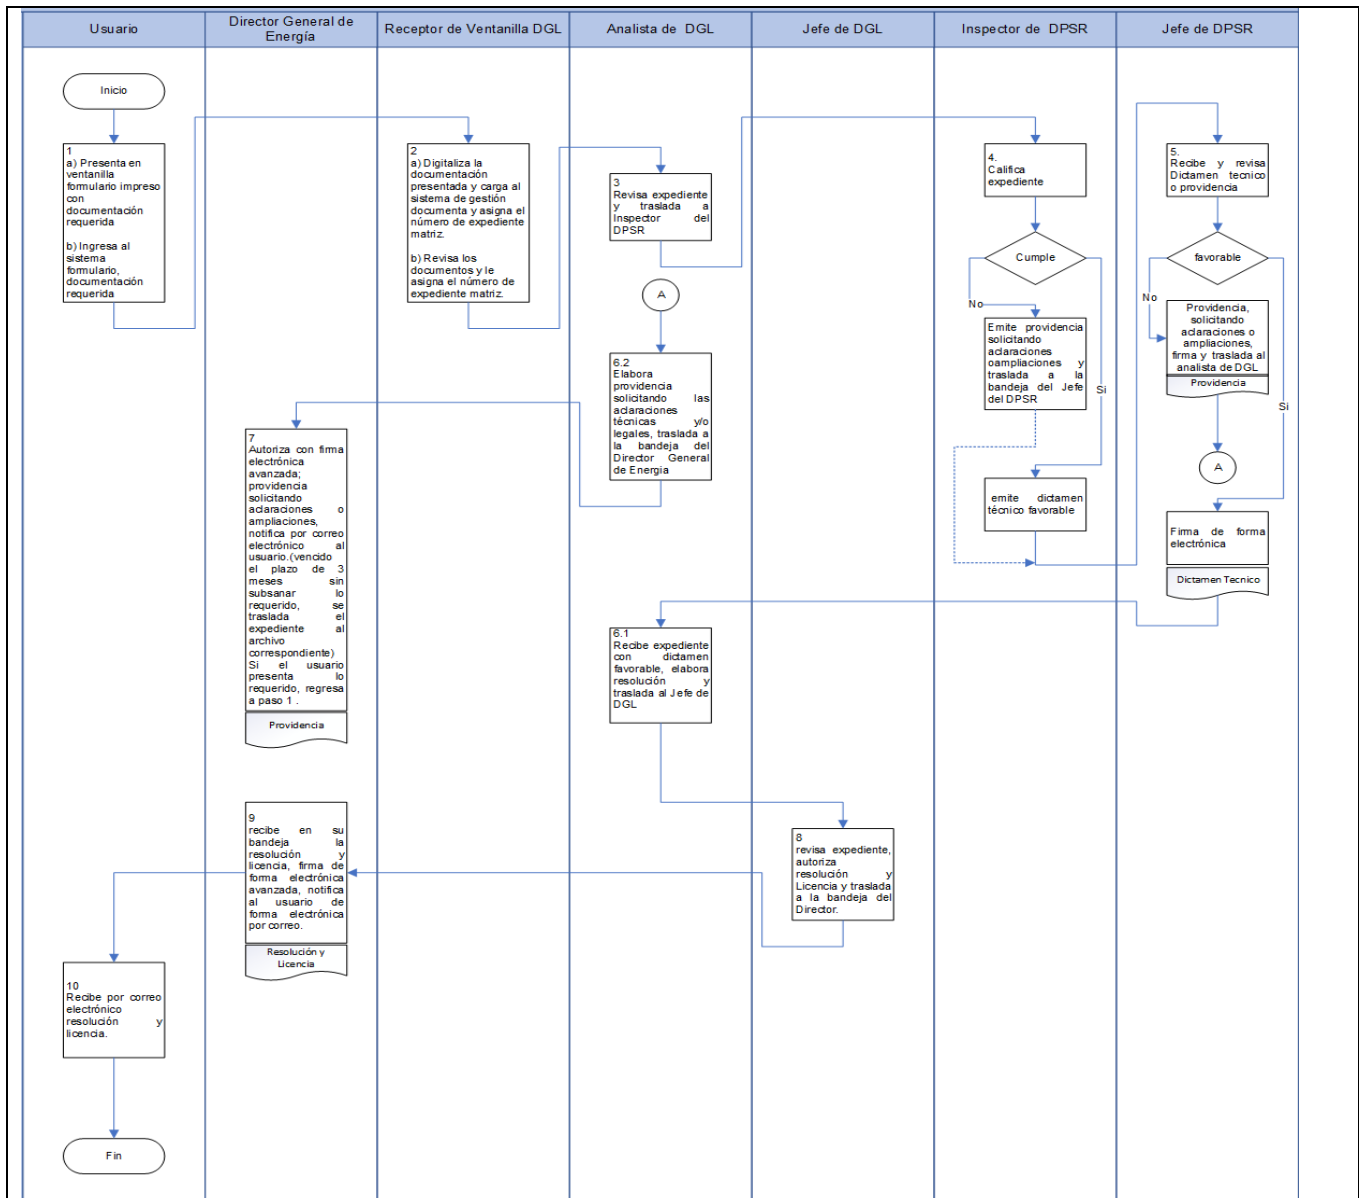 Usuario
Director General de
Energía
Receptor de Ventanilla DGL
Analista de DGL
Jefe de DGL
Inspector de DPSR
Jefe de DPSR
Inicio
1
a) Presenta en
ventanilla
formulario impreso
con
documentación
requerida
b) Ingresa al
sistema
formulario,
documentación
requerida
2
a) Digitaliza la
documentación
presentada y carga al
sistema de gestión
documenta y asigna el
número de expediente
matriz.
b) Revisa los
documentos y le
asigna el número de
expediente matriz.
3
Revisa expediente
y traslada a
Inspector del
DPSR
4.
Califica
expediente
Cumple
No
Si
Emite providencia
solicitando
aclaraciones
oampliaciones y
traslada a la
bandeja del Jefe
del DPSR
emite dictamen
técnico favorable
5.
Recibe y revisa
Dictamen tecnico
o providencia
favorable
No
Si
Providencia,
solicitando
aclaraciones o
ampliaciones,
firma y traslada al
analista de DGL
Providencia
A
Firma de forma
electrónica
Dictamen Tecnico
A
6.2
Elabora
providencia
solicitando las
aclaraciones
técnicas y/o
legales, traslada a
la bandeja del
Director General
de Energia
7
Autoriza con firma
electrónica
avanzada;
providencia
solicitando
aclaraciones o
ampliaciones,
notifica por correo
electrónico al
usuario.(vencido
el plazo de 3
meses sin
subsanar lo
requerido, se
traslada el
expediente al
archivo
correspondiente)
Si el usuario
presenta lo
requerido, regresa
a paso 1 .
Providencia
6.1
Recibe expediente
con dictamen
favorable, elabora
resolución y
traslada al Jefe de
DGL
8
revisa expediente,
autoriza
resolución y
Licencia y traslada
a la bandeja del
Director.
9
recibe en su
bandeja la
resolución y
licencia, firma de
forma electrónica
avanzada, notifica
al usuario de
forma electrónica
por correo.
Resolución y
Licencia
10
Recibe por correo
electrónico
resolución y
licencia.
Fin